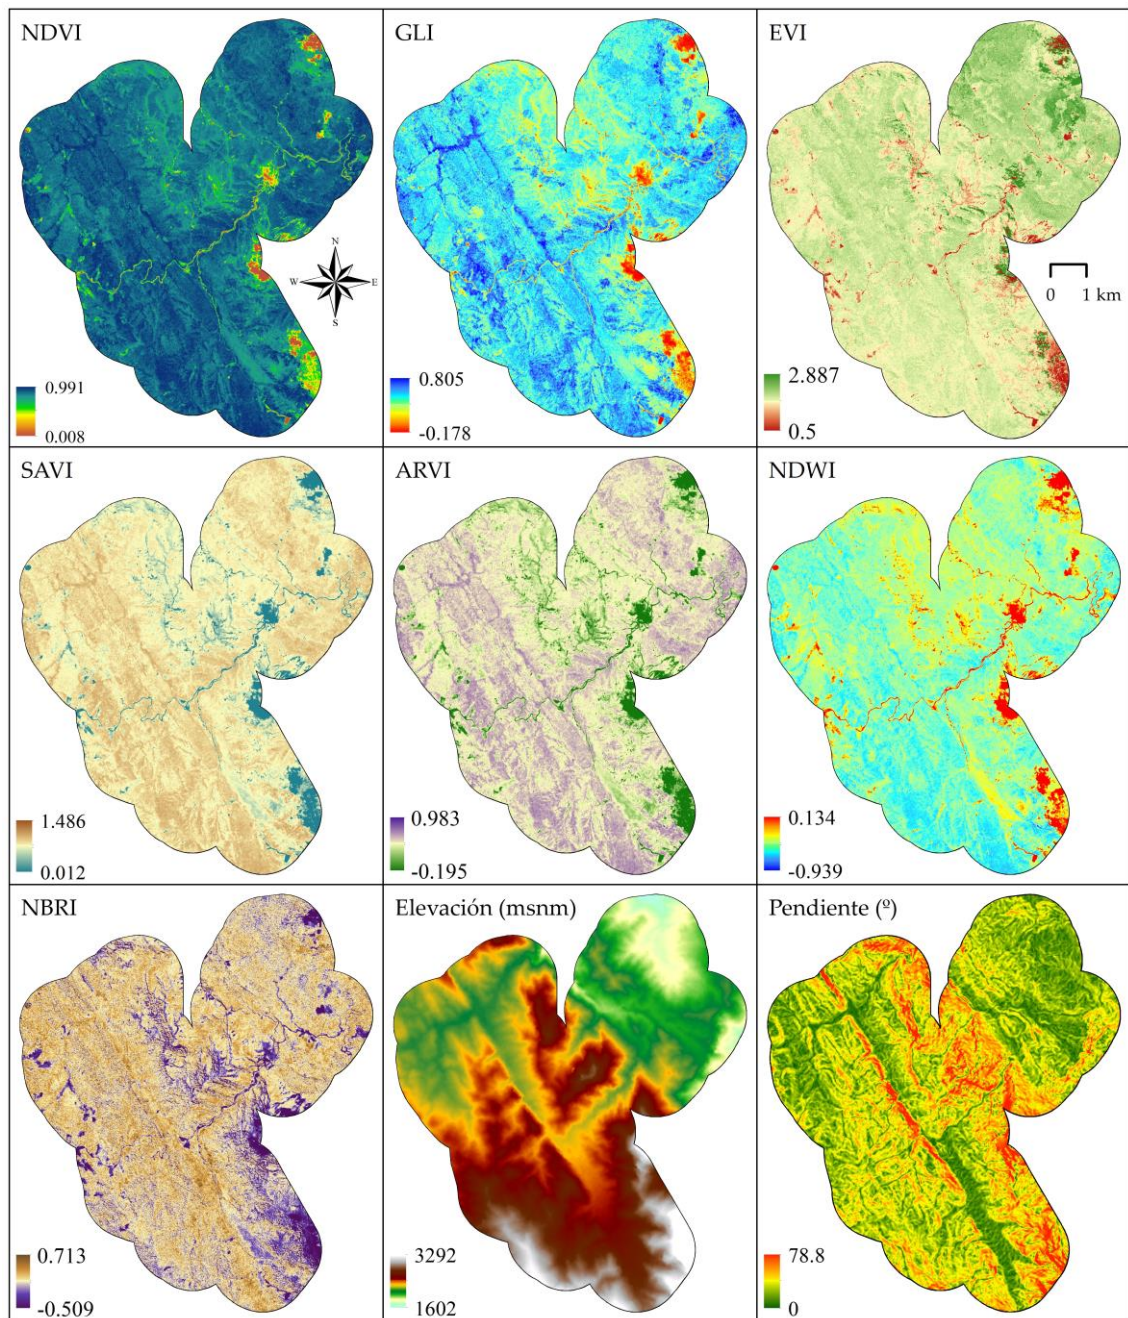 NDVI
GLI
EVI
N
W E
S
0 1 km
0.991
0.008
0.805
-0.178
2.887
0.5
SAVI
ARVI
NDWI
1.486
0.012
0.983
-0.195
0.134
-0.939
NBRI
Elevación (msnm)
Pendiente (º)
0.713
-0.509
3292
1602
78.8
0